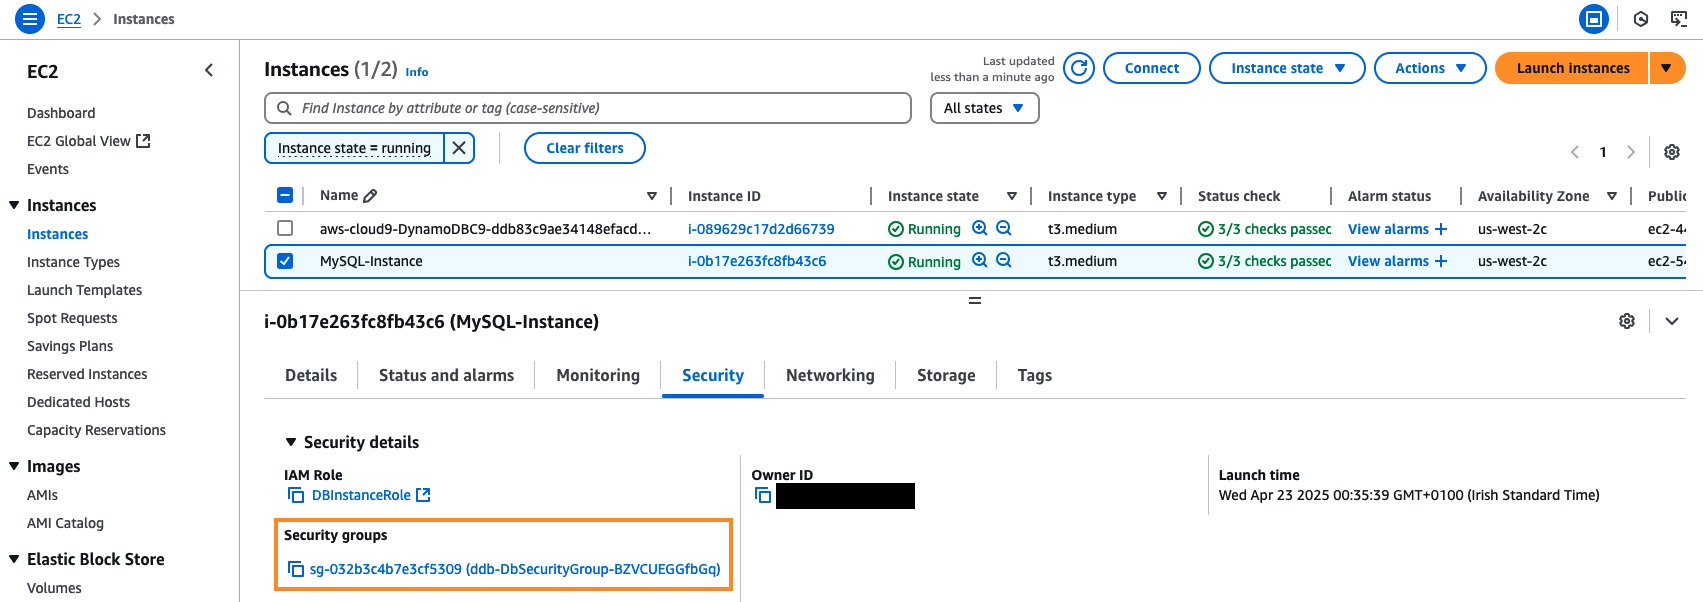 EC2 > Instances
EC2
Dashboard
EC2 Global View
Events
Instances
Instances
Instance Types
Launch Templates
Spot Requests
Savings Plans
Reserved Instances
Dedicated Hosts
Capacity Reservations
Images
AMIs
AMI Catalog
Elastic Block Store
Volumes
Instances (1/2) Info
Last updated
less than a minute ago
Connect
Instance state
Actions
Launch instances
Find Instance by attribute or tag (case-sensitive)
All states
Instance state = running
Clear filters
1
Name Instance ID Instance state Instance type Status check Alarm status Availability Zone Public
aws-cloud9-DynamoDBC9-ddb83c9ae34148efacd... i-089629c17d2d66739 Running t3.medium 3/3 checks passec View alarms + us-west-2c ec2-44
MySQL-Instance i-0b17e263fc8fb43c6 Running t3.medium 3/3 checks passec View alarms + us-west-2c ec2-54
i-0b17e263fc8fb43c6 (MySQL-Instance)
Details Status and alarms Monitoring Security Networking Storage Tags
Security details
IAM Role
DBInstanceRole
Owner ID
Launch time
Wed Apr 23 2025 00:35:39 GMT+0100 (Irish Standard Time)
Security groups
sg-032b3c4b7e3cf5309 (ddb-DbSecurityGroup-BZVCUEGGfbGq)